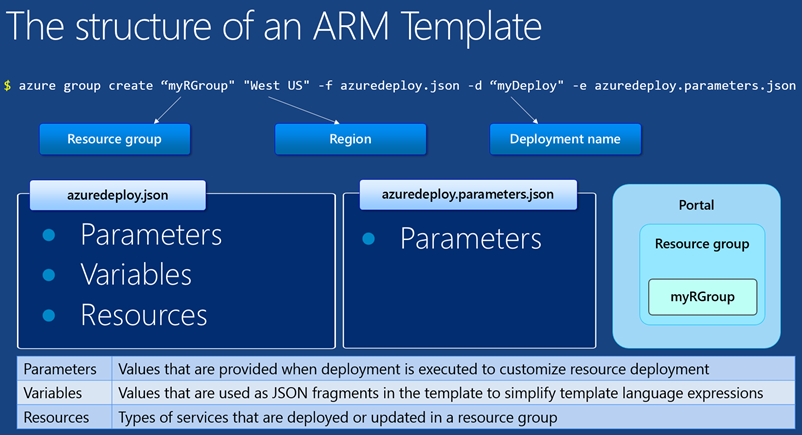 The structure of an ARM Template
$ azure group create “myRGroup" "West US" -f azuredeploy.json -d “myDeploy" -e azuredeploy.parameters.json
Resource group
Region
Deployment name
azuredeploy.json
Parameters
Variables
Resources
azuredeploy.parameters.json
Parameters
Portal
Resource group
myRGroup
Parameters Values that are provided when deployment is executed to customize resource deployment
Variables Values that are used as JSON fragments in the template to simplify template language expressions
Resources Types of services that are deployed or updated in a resource group